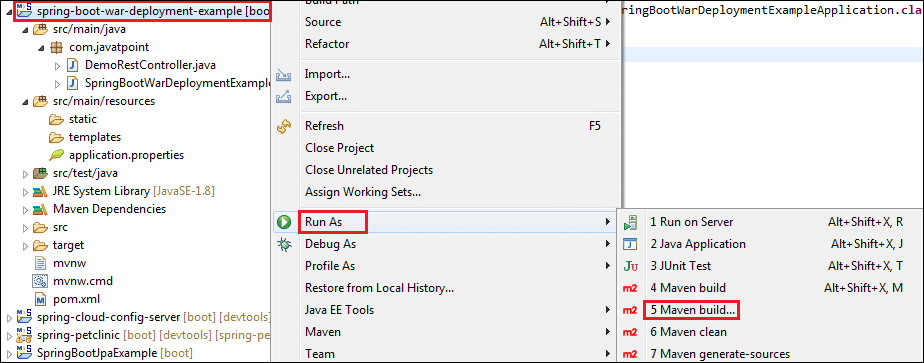 spring-boot-war-deployment-example [boo
src/main/java
com.javatpoint
DemoRestController.java
SpringBootWarDeploymentExample
src/main/resources
static
templates
application.properties
src/test/java
JRE System Library [JavaSE-1.8]
Maven Dependencies
src
target
mvnw
mvnw.cmd
pom.xml
spring-cloud-config-server [boot] [devtools]
spring-petclinic [boot] [devtools] [spring-pet
SpringBootJpaExample [boot]
Build Path
Source Alt+Shift+S
Refactor Alt+Shift+T
Import...
Export...
Refresh F5
Close Project
Close Unrelated Projects
Assign Working Sets...
Run As
Debug As
Profile As
Restore from Local History...
Java EE Tools
Maven
Team
ringBootWarDeploymentExampleApplication.cla
1 Run on Server Alt+Shift+X, R
2 Java Application Alt+Shift+X, J
3 JUnit Test Alt+Shift+X, T
4 Maven build Alt+Shift+X, M
5 Maven build...
6 Maven clean
7 Maven generate-sources